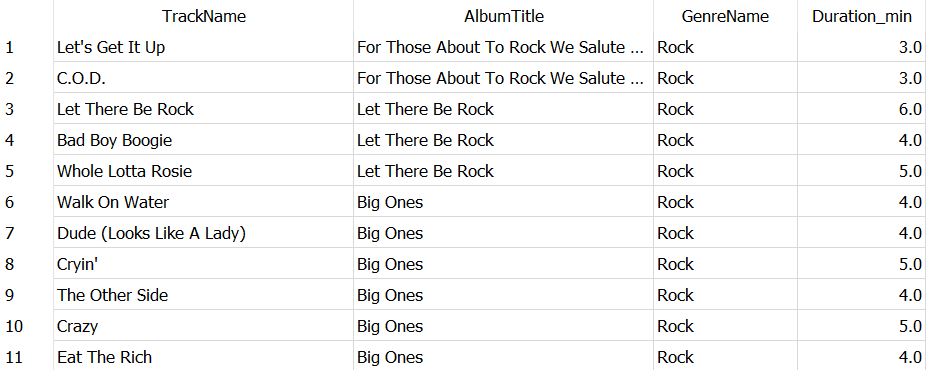 TrackName AlbumTitle GenreName Duration_min
1 Let's Get It Up For Those About To Rock We Salute ... Rock 3.0
2 C.O.D. For Those About To Rock We Salute ... Rock 3.0
3 Let There Be Rock Let There Be Rock Rock 6.0
4 Bad Boy Boogie Let There Be Rock Rock 4.0
5 Whole Lotta Rosie Let There Be Rock Rock 5.0
6 Walk On Water Big Ones Rock 4.0
7 Dude (Looks Like A Lady) Big Ones Rock 4.0
8 Cryin' Big Ones Rock 5.0
9 The Other Side Big Ones Rock 4.0
10 Crazy Big Ones Rock 5.0
11 Eat The Rich Big Ones Rock 4.0